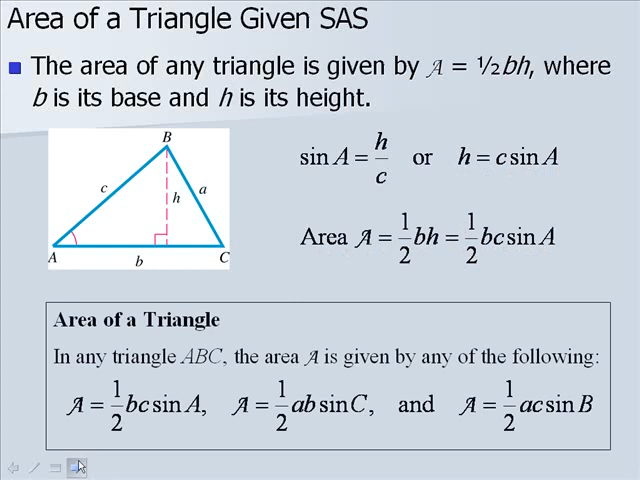 Area of a Triangle Given SAS
The area of any triangle is given by 𝒜 = ½bh, where
b is its base and h is its height.
B
c
h
a
A
b
C
sin A = h/c or h = c sin A
Area 𝒜 = 1/2 bh = 1/2 bc sin A
Area of a Triangle
In any triangle ABC, the area 𝒜 is given by any of the following:
𝒜 = 1/2 bc sin A, 𝒜 = 1/2 ab sin C, and 𝒜 = 1/2 ac sin B